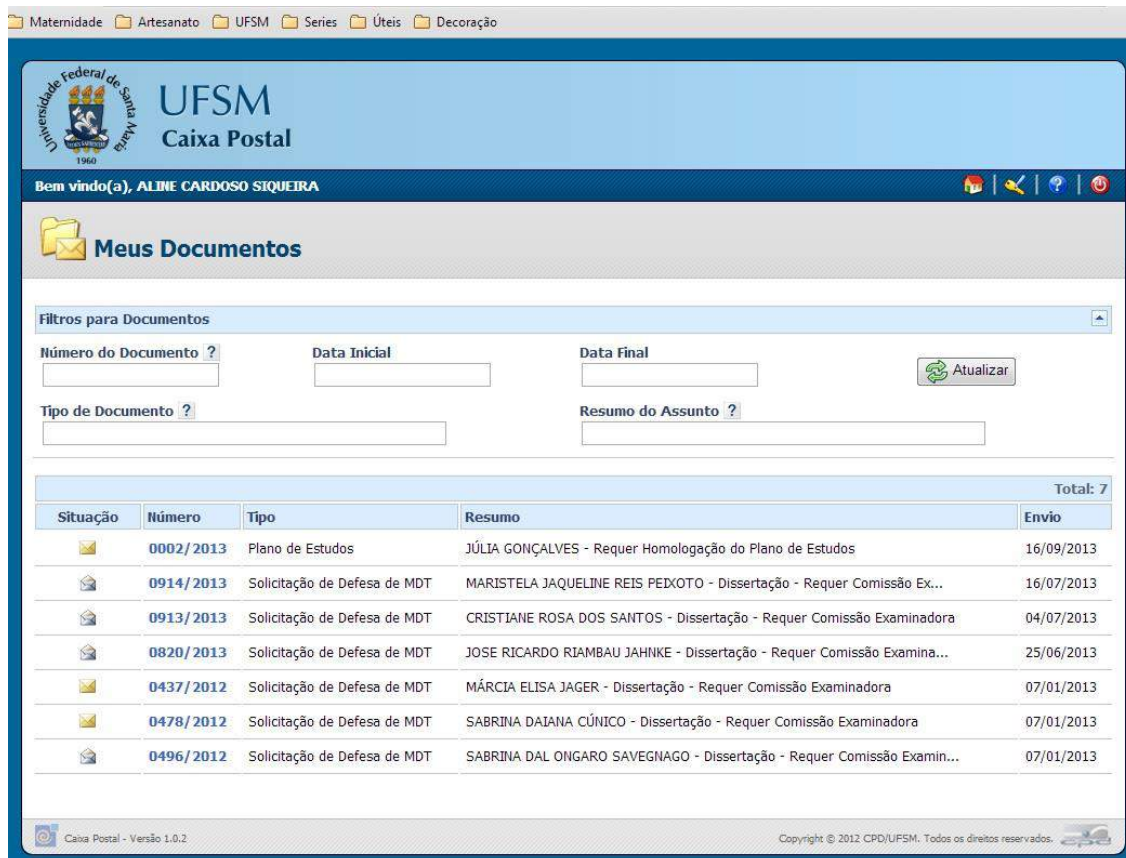 Maternidade Artesanato UFSM Series Úteis Decoração
Universidade Federal de Santa Maria
1960
UFSM
Caixa Postal
Bem vindo(a), ALINE CARDOSO SIQUEIRA
Meus Documentos
Filtros para Documentos
Número do Documento ? Data Inicial Data Final
Atualizar
Tipo de Documento ? Resumo do Assunto ?
Total: 7
Situação Número Tipo Resumo Envio
0002/2013 Plano de Estudos JÚLIA GONÇALVES - Requer Homologação do Plano de Estudos 16/09/2013
0914/2013 Solicitação de Defesa de MDT MARISTELA JAQUELINE REIS PEIXOTO - Dissertação - Requer Comissão Ex... 16/07/2013
0913/2013 Solicitação de Defesa de MDT CRISTIANE ROSA DOS SANTOS - Dissertação - Requer Comissão Examinadora 04/07/2013
0820/2013 Solicitação de Defesa de MDT JOSE RICARDO RIAMBAU JAHNKE - Dissertação - Requer Comissão Examina... 25/06/2013
0437/2012 Solicitação de Defesa de MDT MÁRCIA ELISA JAGER - Dissertação - Requer Comissão Examinadora 07/01/2013
0478/2012 Solicitação de Defesa de MDT SABRINA DAIANA CÚNICO - Dissertação - Requer Comissão Examinadora 07/01/2013
0496/2012 Solicitação de Defesa de MDT SABRINA DAL ONGARO SAVEGNAGO - Dissertação - Requer Comissão Examin... 07/01/2013
Caixa Postal - Versão 1.0.2 Copyright © 2012 CPD/UFSM. Todos os direitos reservados.